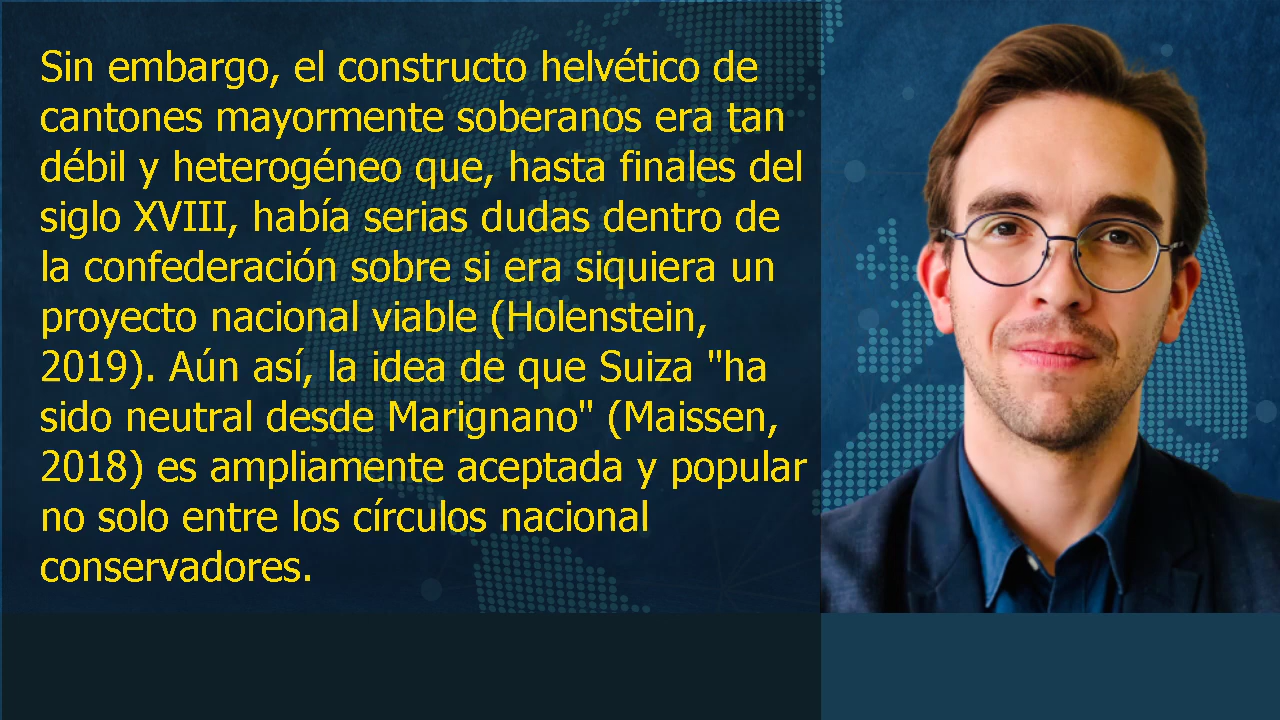 Sin embargo, el constructo helvético de
cantones mayormente soberanos era tan
débil y heterogéneo que, hasta finales del
siglo XVIII, había serias dudas dentro de
la confederación sobre si era siquiera un
proyecto nacional viable (Holenstein,
2019). Aún así, la idea de que Suiza "ha
sido neutral desde Marignano" (Maissen,
2018) es ampliamente aceptada y popular
no solo entre los círculos nacional
conservadores.